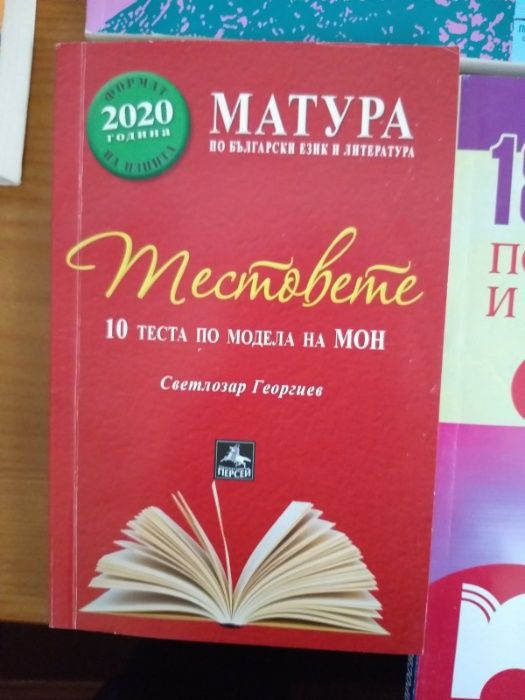 ФОРМАТ
2020
година
НА ИЗПИТА
МАТУРА
ПО БЪЛГАРСКИ ЕЗИК И ЛИТЕРАТУРА
Тестовете
10 ТЕСТА ПО МОДЕЛА НА МОН
Светлозар Георгиев
ПЕРСЕЙ
И